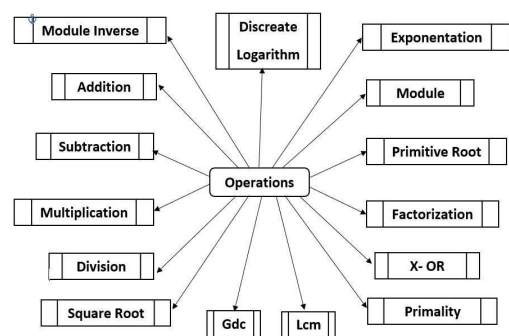 Module Inverse
Discreate
Logarithm
Exponentation
Addition
Module
Subtraction
Primitive Root
Operations
Multiplication
Factorization
Division
X- OR
Square Root
Gdc
Lcm
Primality